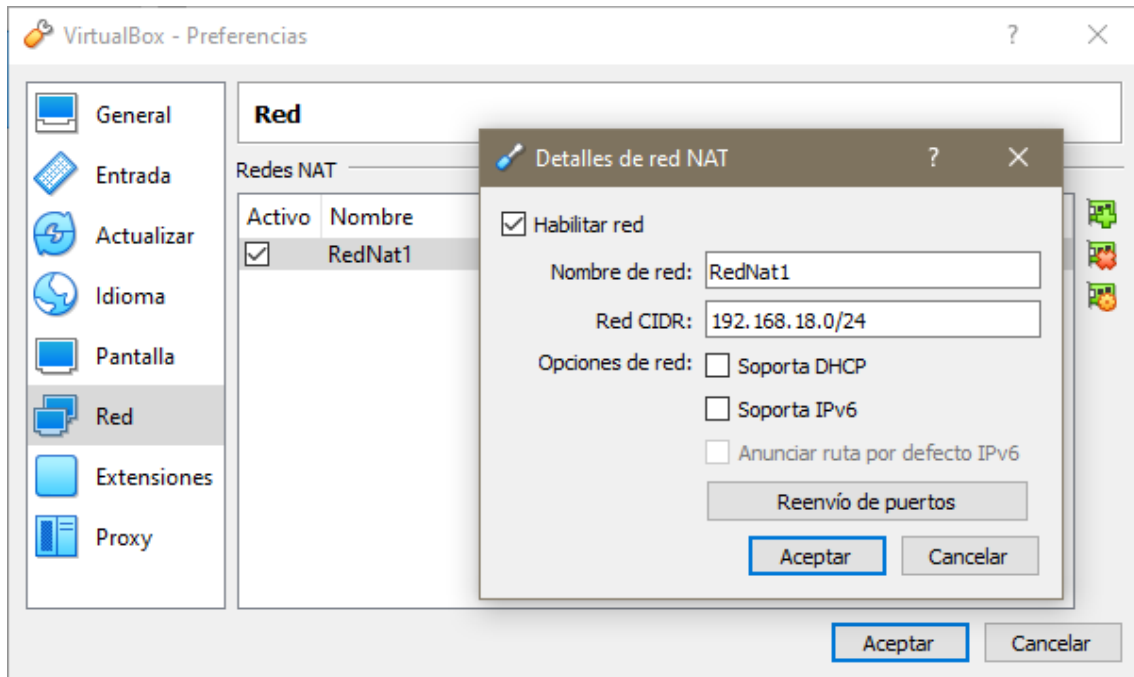 VirtualBox - Preferencias
General
Entrada
Actualizar
Idioma
Pantalla
Red
Extensiones
Proxy
Red
Redes NAT
Activo Nombre
RedNat1
Detalles de red NAT
Habilitar red
Nombre de red: RedNat1
Red CIDR: 192.168.18.0/24
Opciones de red: Soporta DHCP
Soporta IPv6
Anunciar ruta por defecto IPv6
Reenvío de puertos
Aceptar Cancelar
Aceptar Cancelar